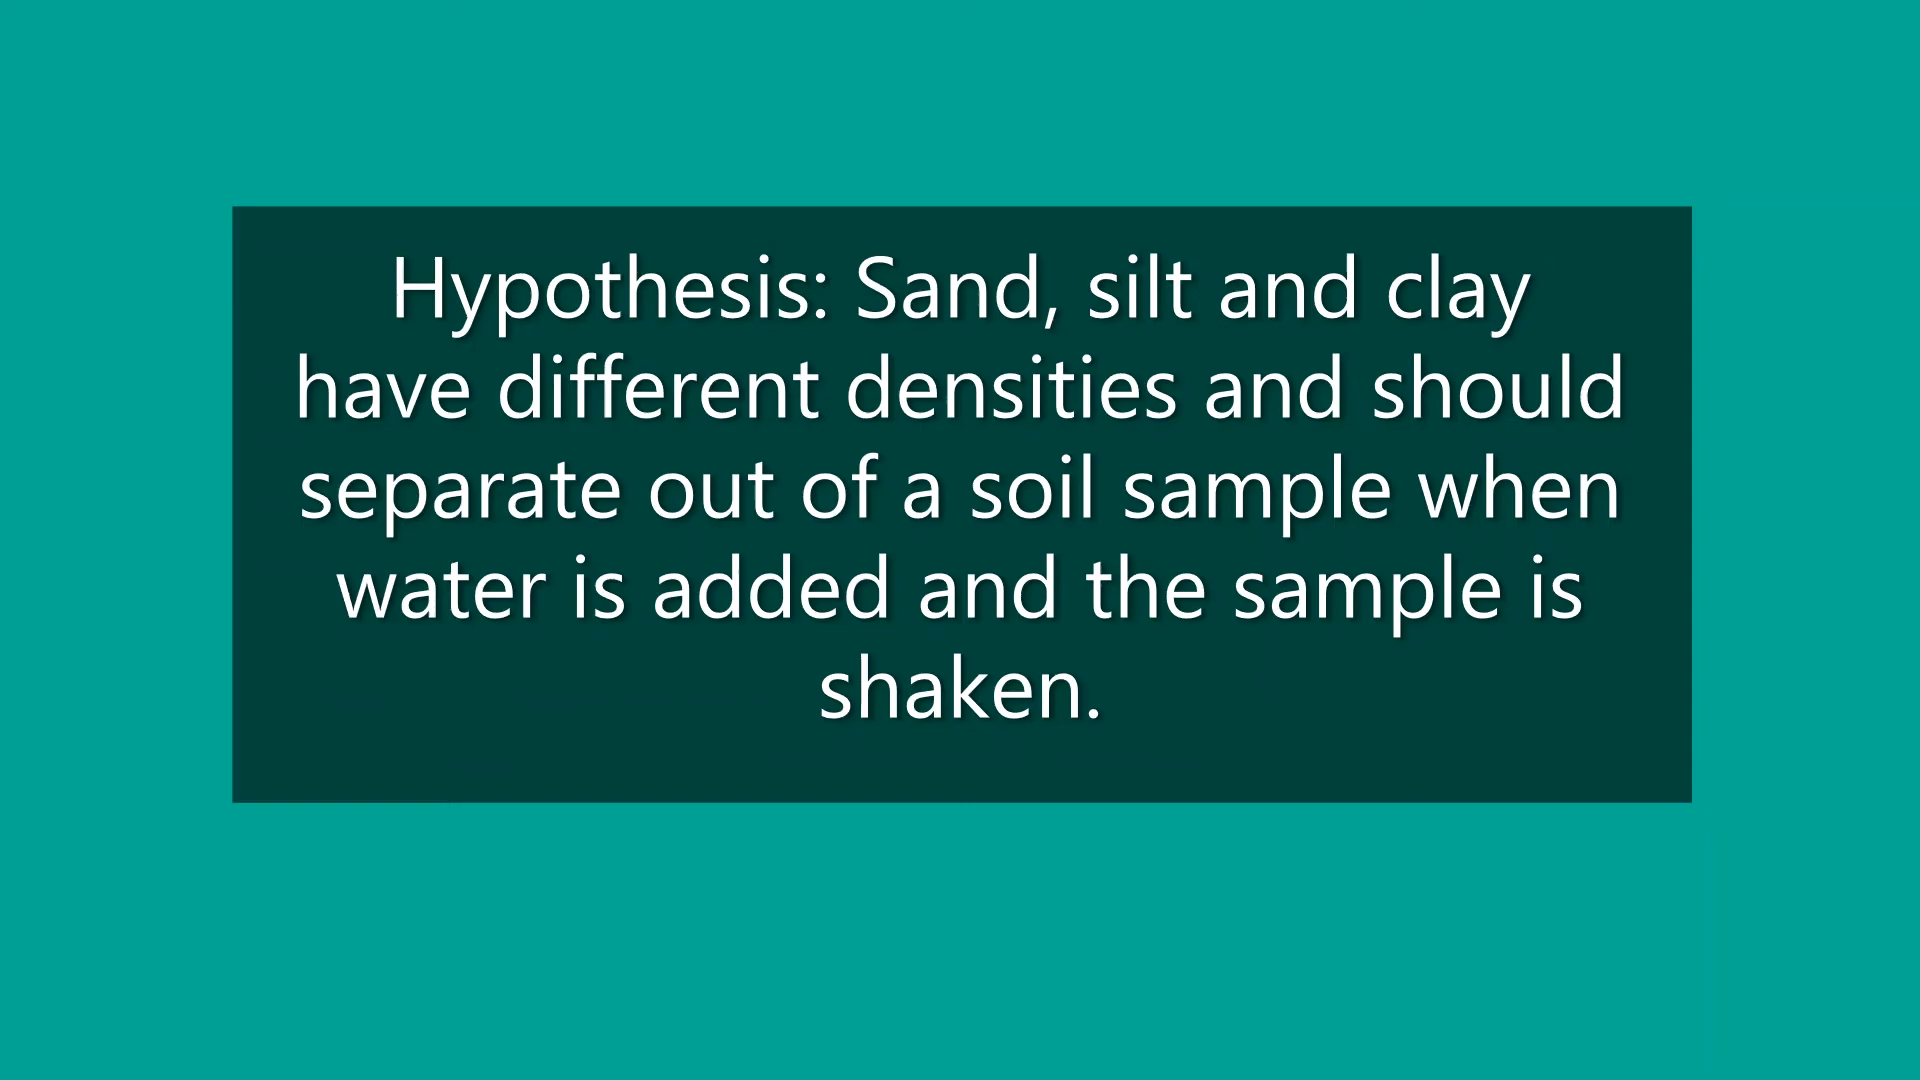 Hypothesis: Sand, silt and clay
have different densities and should
separate out of a soil sample when
water is added and the sample is
shaken.